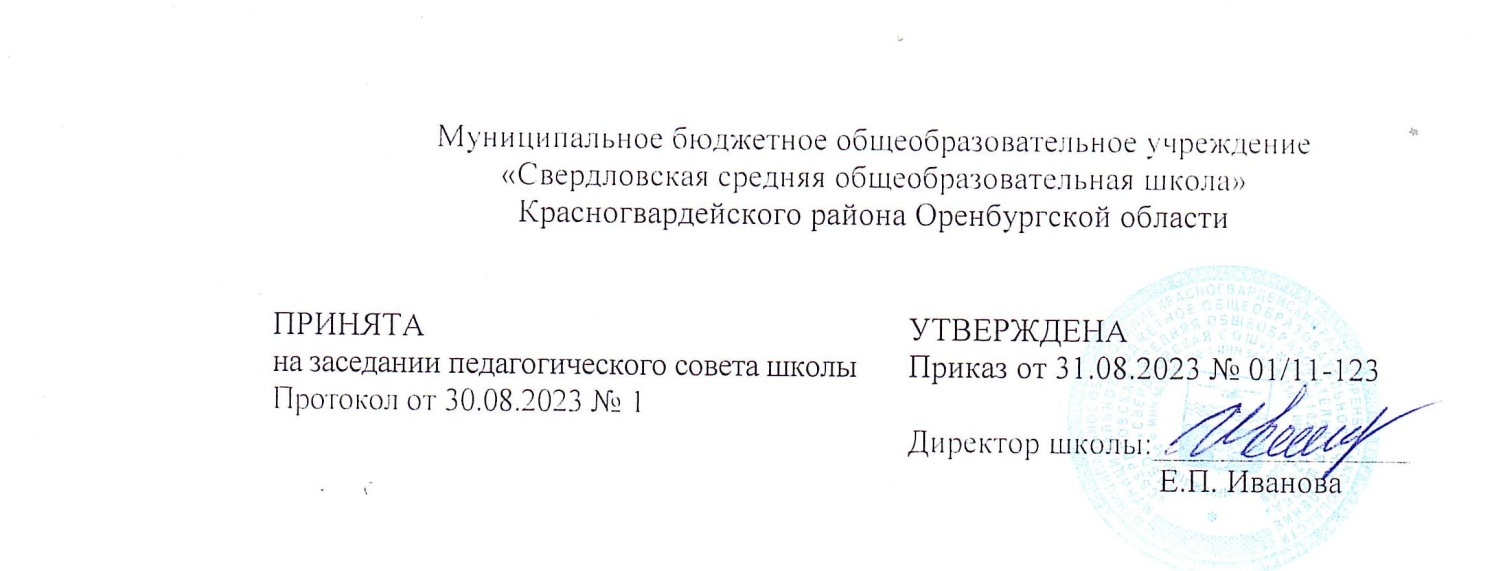 Муниципальное бюджетное общеобразовательное учреждение
«Свердловская средняя общеобразовательная школа»
Красногвардейского района Оренбургской области
ПРИНЯТА
на заседании педагогического совета школы
Протокол от 30.08.2023 № 1
УТВЕРЖДЕНА
Приказ от 31.08.2023 № 01/11-123
Директор школы:
Е.П. Иванова